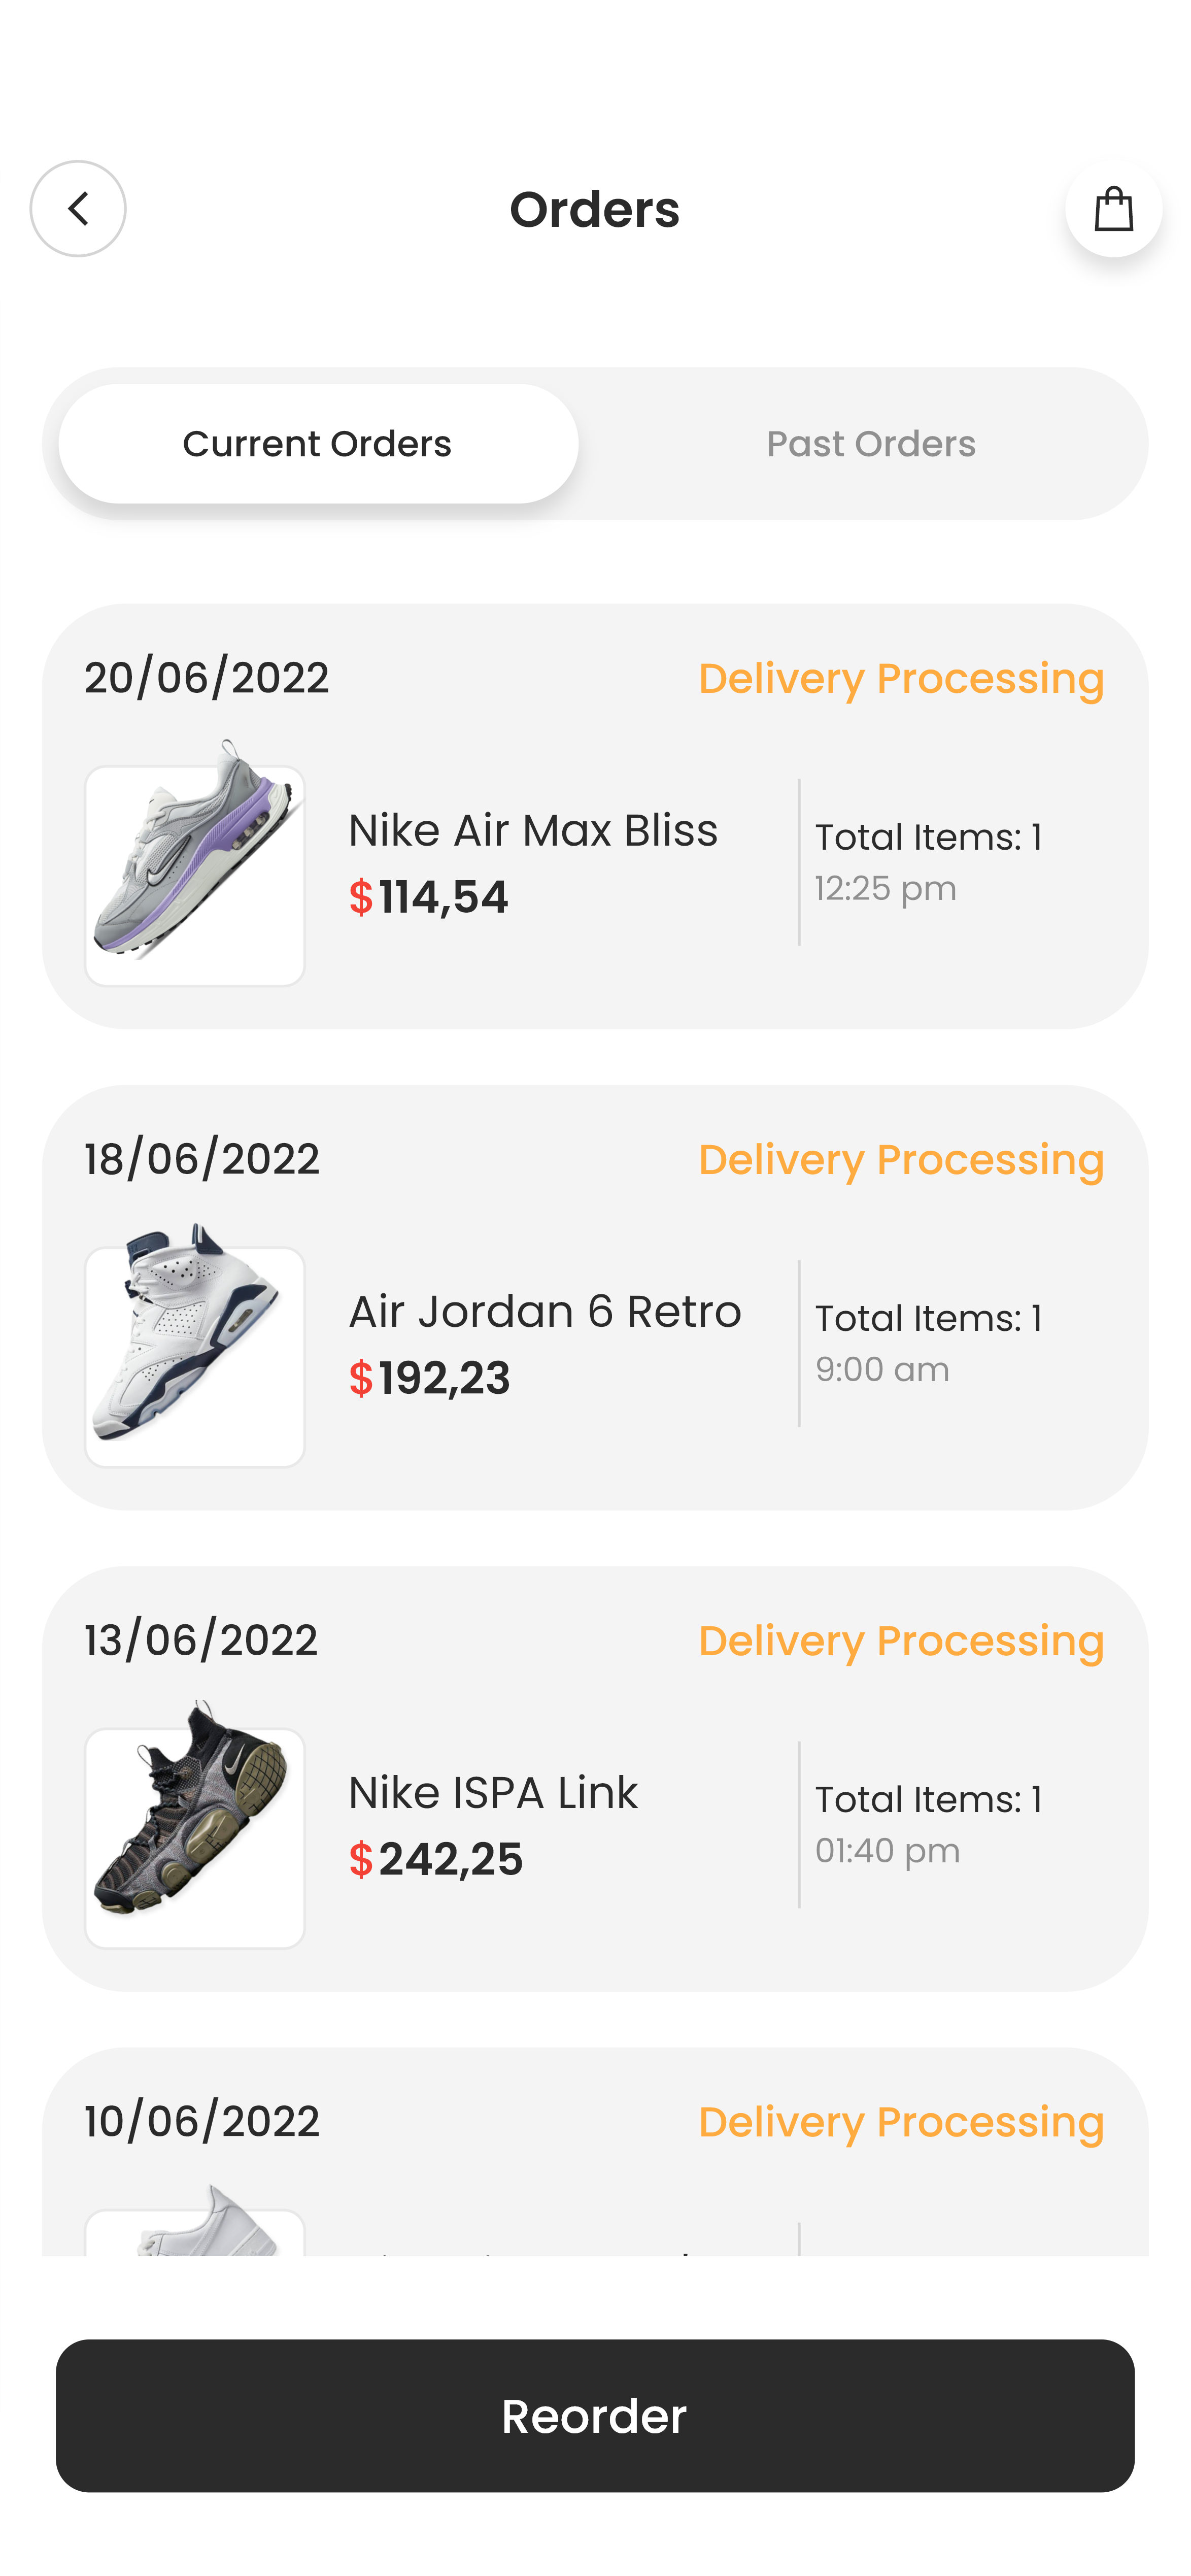 Orders
Current Orders
Past Orders
20/06/2022
Delivery Processing
Nike Air Max Bliss
$114,54
Total Items: 1
12:25 pm
18/06/2022
Delivery Processing
Air Jordan 6 Retro
$192,23
Total Items: 1
9:00 am
13/06/2022
Delivery Processing
Nike ISPA Link
$242,25
Total Items: 1
01:40 pm
10/06/2022
Delivery Processing
Reorder